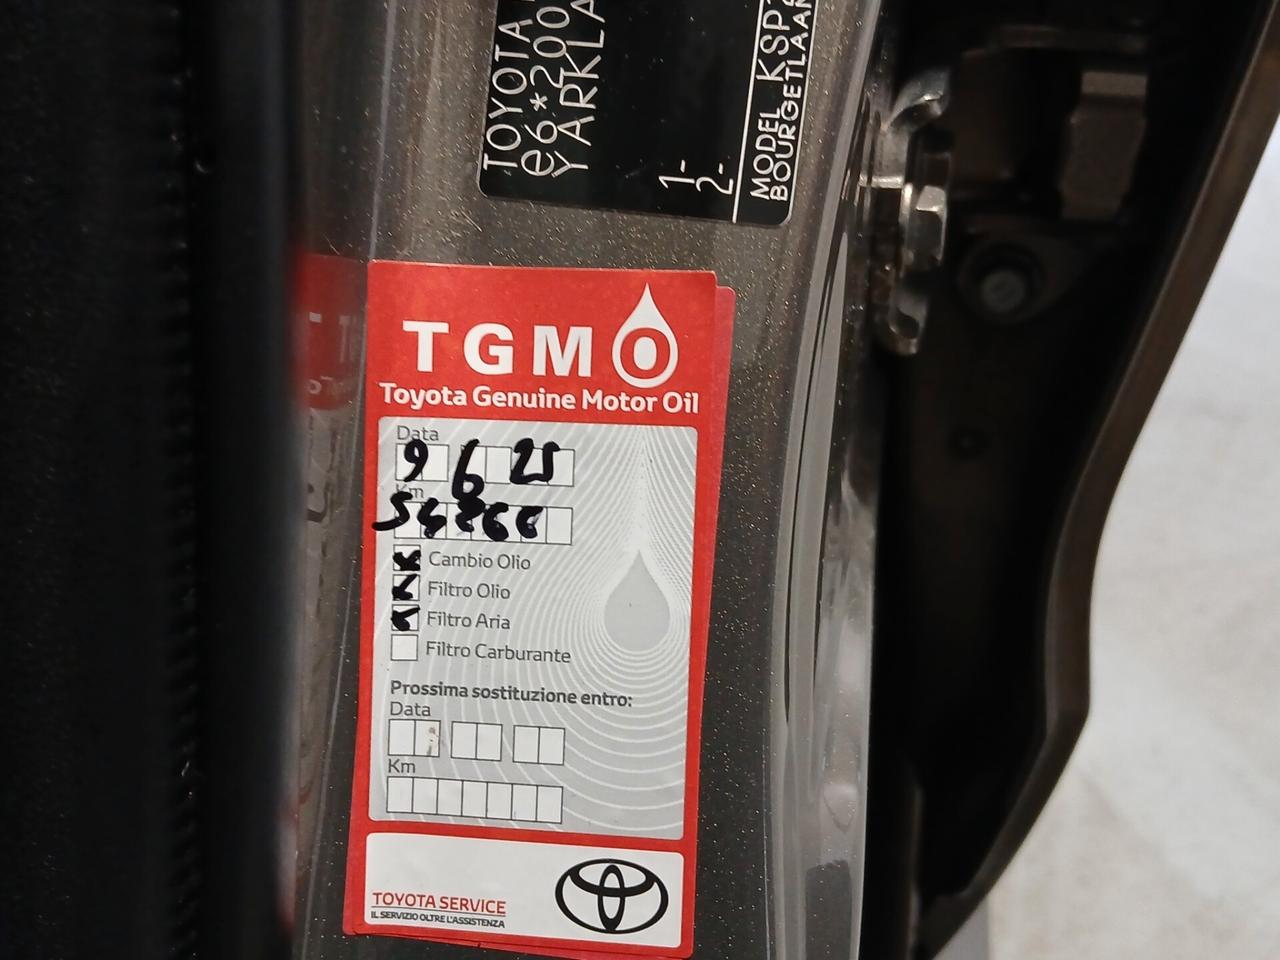 TOYOTA
e6*200
YARKLA
1-
2-
MODEL KSP
BOURGETLAAN
TGMO
Toyota Genuine Motor Oil
Data
9 6 25
Km
Cambio Olio
Filtro Olio
Filtro Aria
Filtro Carburante
Prossima sostituzione entro:
Data
Km
TOYOTA SERVICE
IL SERVIZIO OLTRE L'ASSISTENZA